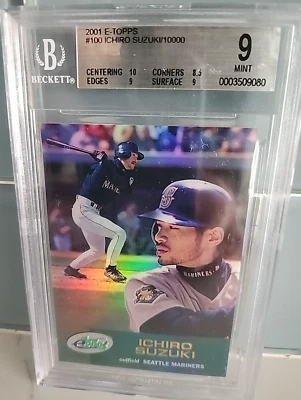 2001 E-TOPPS
#100 ICHIRO SUZUKI/10000
B
BECKETT®
CENTERING 10 CORNERS 8.5
EDGES 9 SURFACE 9
9
MINT
0003509080
MARINERS
ICHIRO
SUZUKI
outfield SEATTLE MARINERS